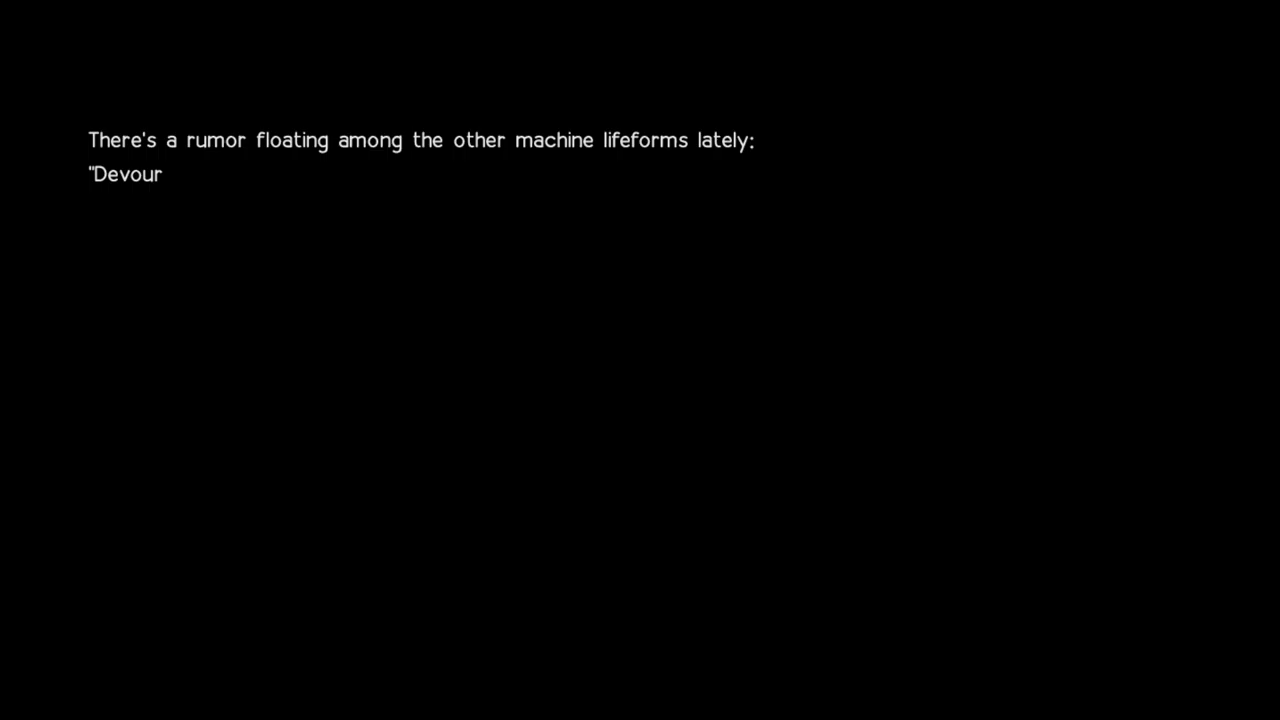 There's a rumor floating among the other machine lifeforms lately:
"Devour